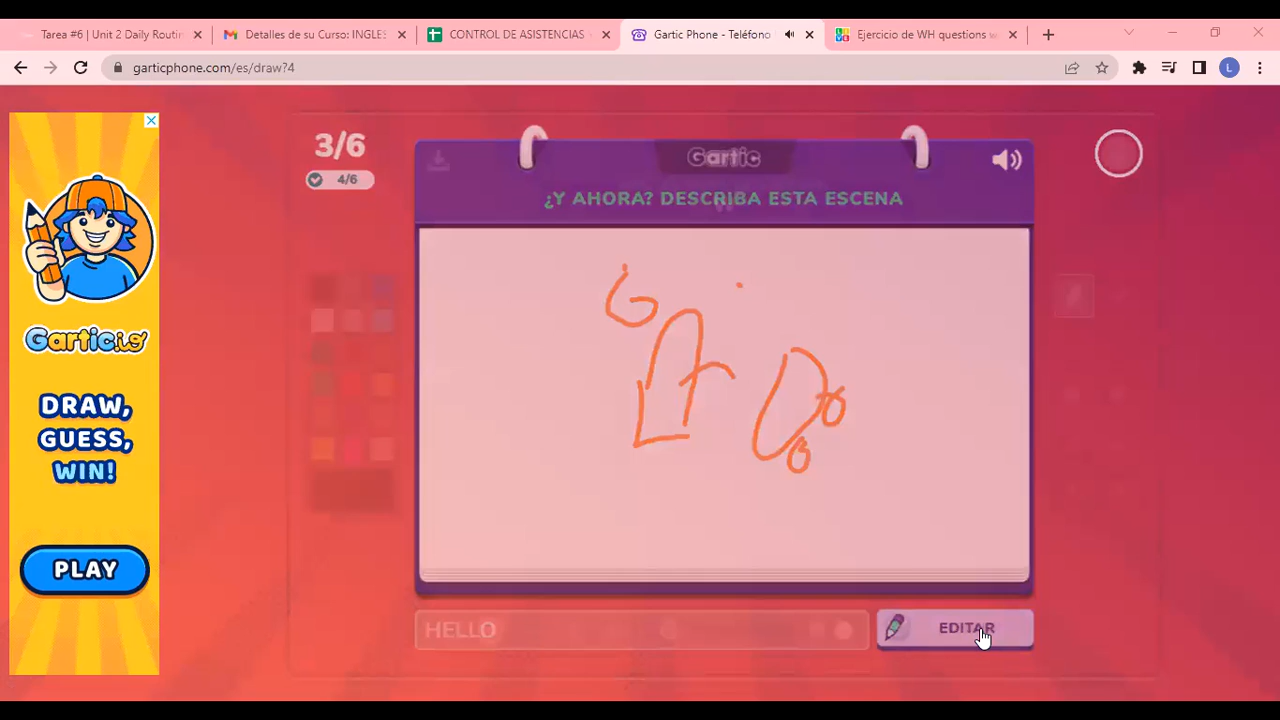 Tarea #6 | Unit 2 Daily Routin
Detalles de su Curso: INGLES
CONTROL DE ASISTENCIAS
Gartic Phone - Teléfono
Ejercicio de WH questions w
garticphone.com/es/draw?4
L
3/6
4/6
Gartic
¿Y AHORA? DESCRIBA ESTA ESCENA
Gartic.io
DRAW,
GUESS,
WIN!
PLAY
HELLO
EDITAR